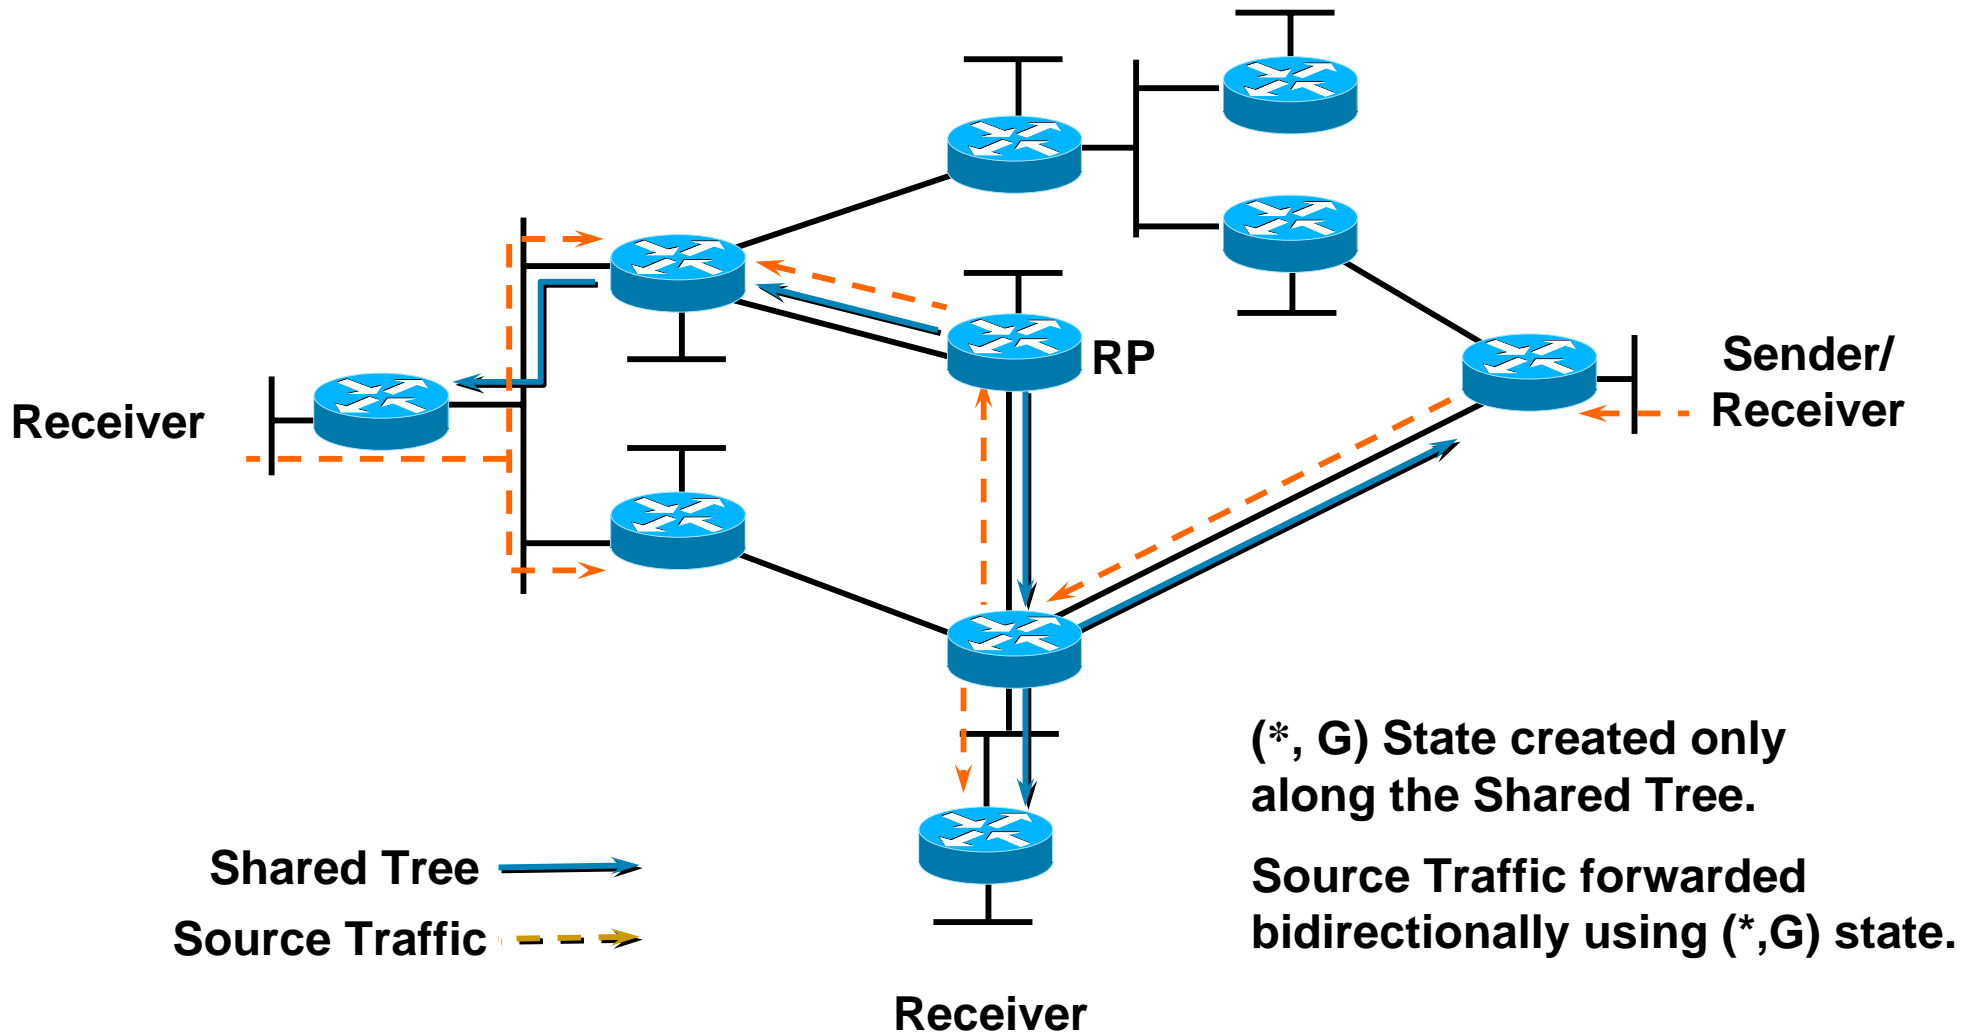 RP
Sender/
Receiver
Receiver
(*, G) State created only
along the Shared Tree.
Shared Tree
Source Traffic forwarded
bidirectionally using (*,G) state.
Source Traffic
Receiver